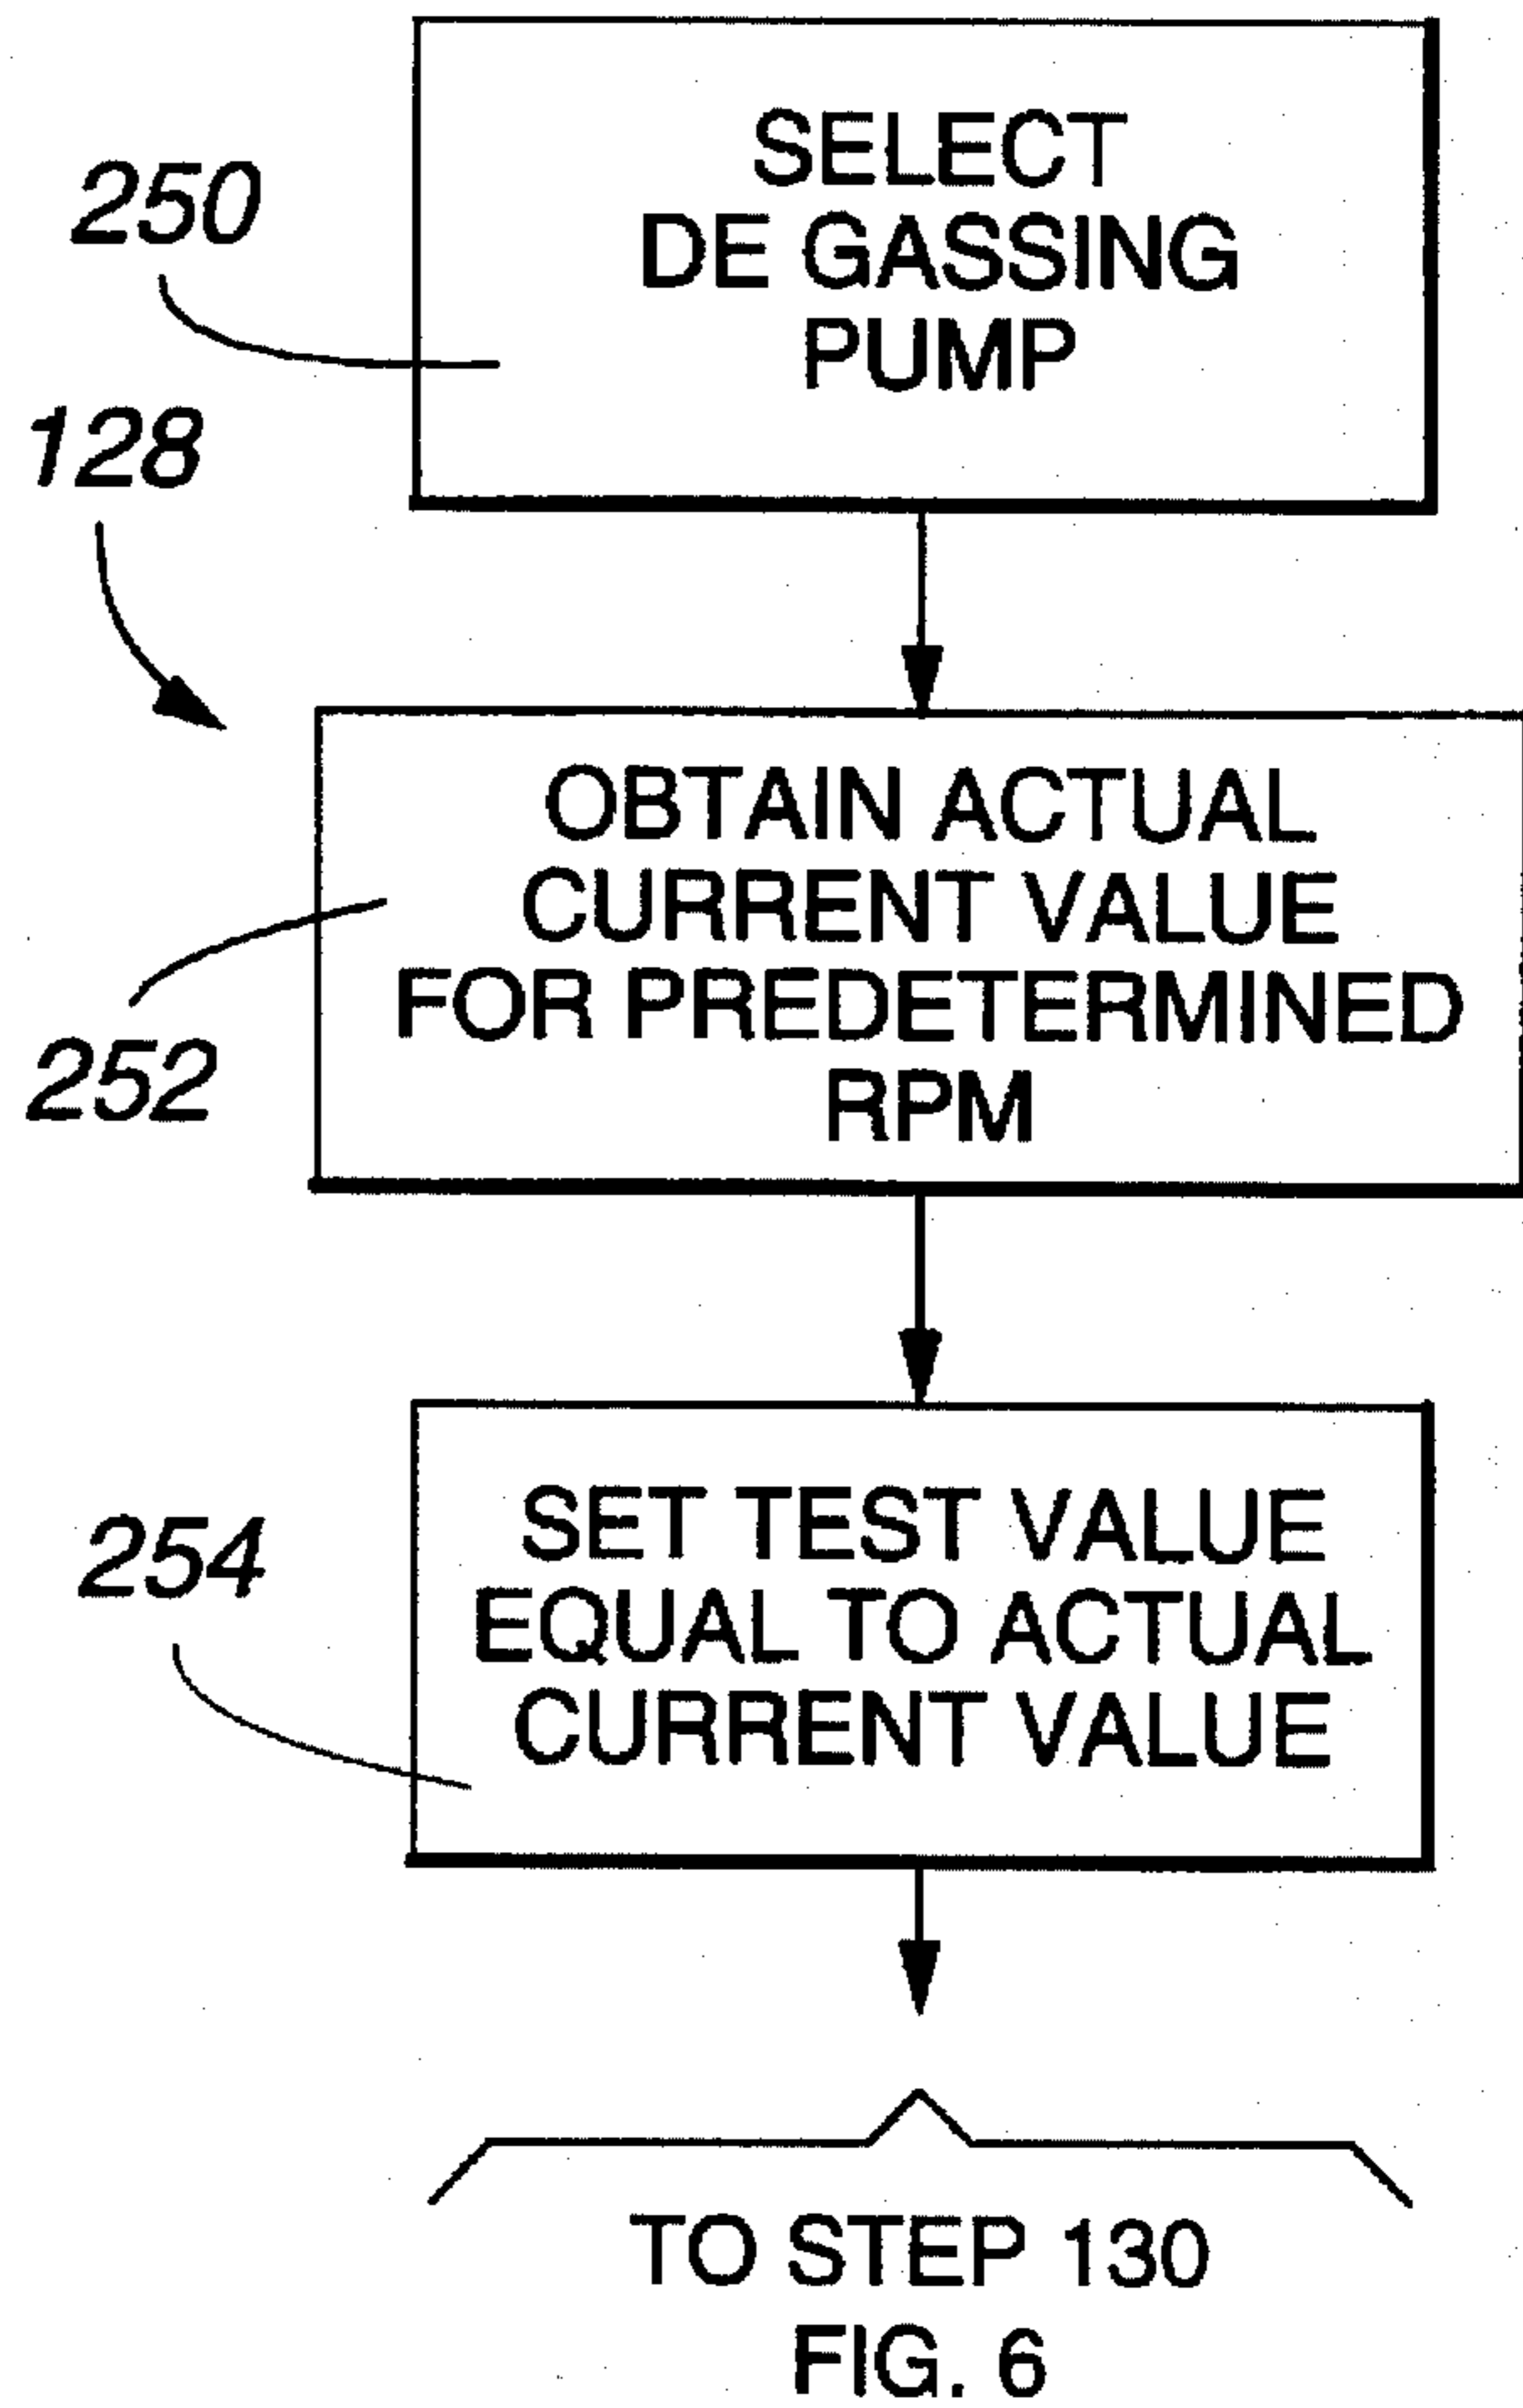 SELECT
DE GASSING
PUMP
250
128
OBTAIN ACTUAL
CURRENT VALUE
FOR PREDETERMINED
RPM
252
SET TEST VALUE
EQUAL TO ACTUAL
CURRENT VALUE
254
TO STEP 130
FIG. 6